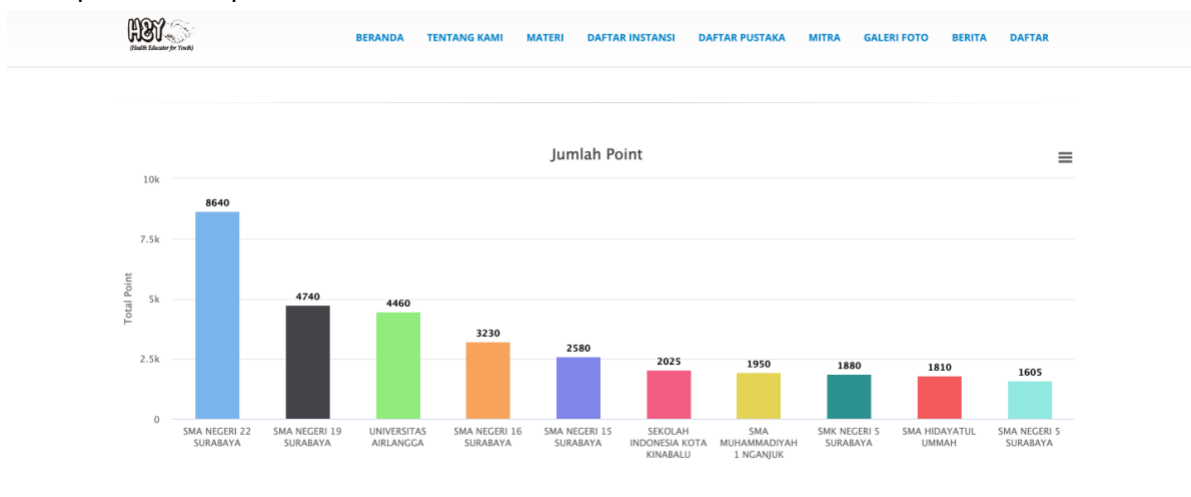 HEY
(Health Educator for Youth)
BERANDA TENTANG KAMI MATERI DAFTAR INSTANSI DAFTAR PUSTAKA MITRA GALERI FOTO BERITA DAFTAR
Jumlah Point
Total Point
10k
7.5k
5k
2.5k
0
8640
4740
4460
3230
2580
2025
1950
1880
1810
1605
SMA NEGERI 22
SURABAYA
SMA NEGERI 19
SURABAYA
UNIVERSITAS
AIRLANGGA
SMA NEGERI 16
SURABAYA
SMA NEGERI 15
SURABAYA
SEKOLAH
INDONESIA KOTA
KINABALU
SMA
MUHAMMADIYAH
1 NGANJUK
SMK NEGERI 5
SURABAYA
SMA HIDAYATUL
UMMAH
SMA NEGERI 5
SURABAYA